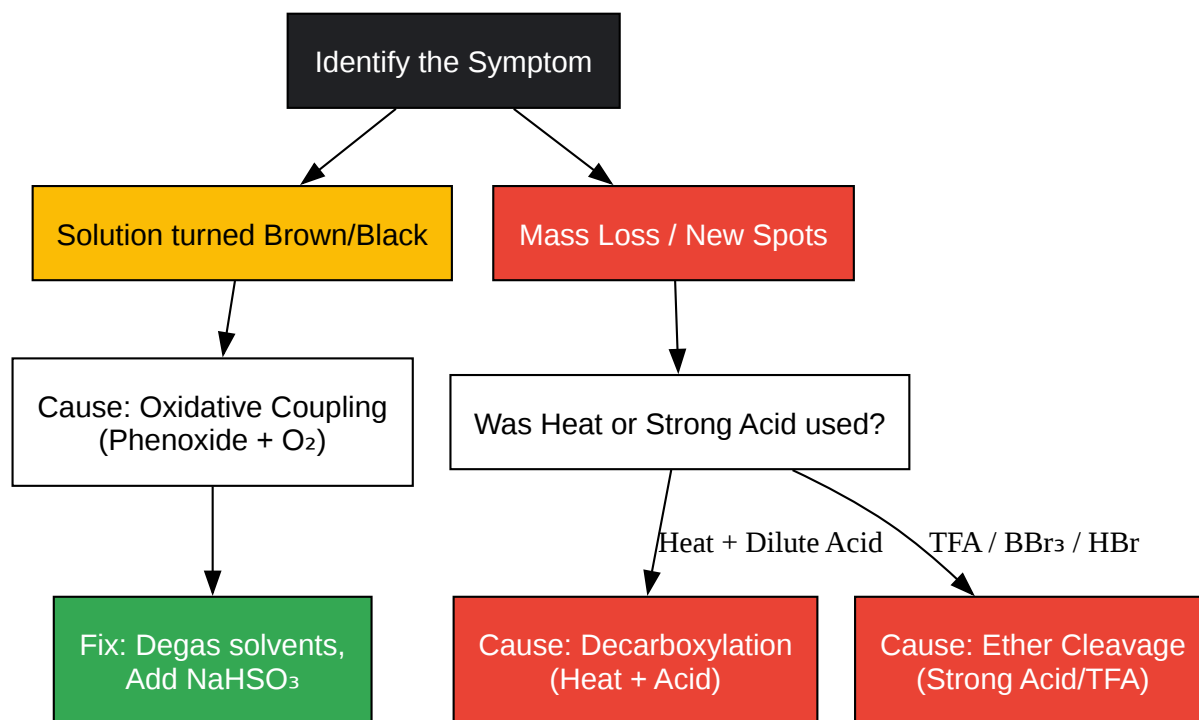 Identify the Symptom
Solution turned Brown/Black
Mass Loss / New Spots
Cause: Oxidative Coupling
(Phenoxide + O₂)
Was Heat or Strong Acid used?
Heat + Dilute Acid
TFA / BBr₃ / HBr
Fix: Degas solvents,
Add NaHSO₃
Cause: Decarboxylation
(Heat + Acid)
Cause: Ether Cleavage
(Strong Acid/TFA)